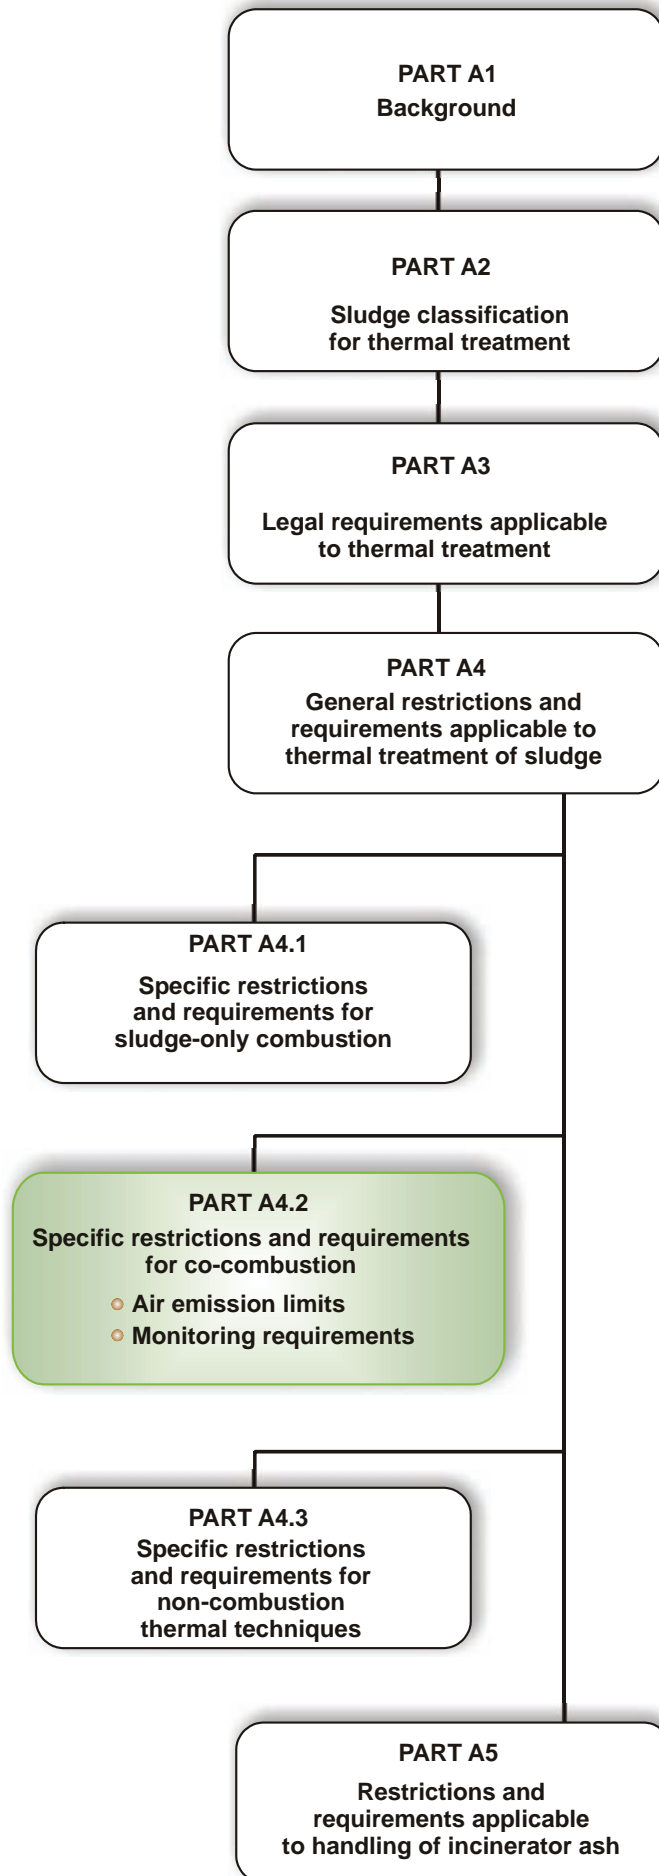 PART A1
Background
PART A2
Sludge classification
for thermal treatment
PART A3
Legal requirements applicable
to thermal treatment
PART A4
General restrictions and
requirements applicable to
thermal treatment of sludge
PART A4.1
Specific restrictions
and requirements for
sludge-only combustion
PART A4.2
Specific restrictions and requirements
for co-combustion
Air emission limits
Monitoring requirements
PART A4.3
Specific restrictions
and requirements for
non-combustion
thermal techniques
PART A5
Restrictions and
requirements applicable
to handling of incinerator ash